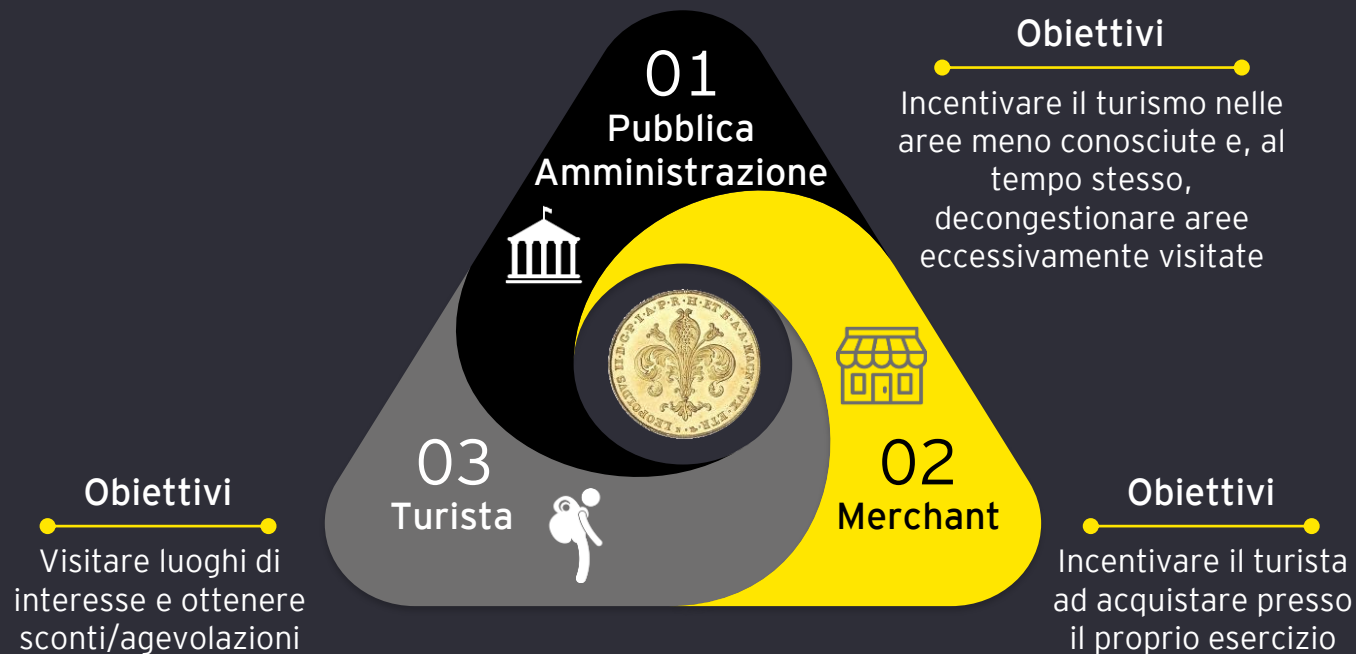 01
Pubblica
Amministrazione
Obiettivi
Incentivare il turismo nelle
aree meno conosciute e, al
tempo stesso,
decongestionare aree
eccessivamente visitate
02
Merchant
Obiettivi
Incentivare il turista
ad acquistare presso
il proprio esercizio
03
Turista
Obiettivi
Visitare luoghi di
interesse e ottenere
sconti/agevolazioni